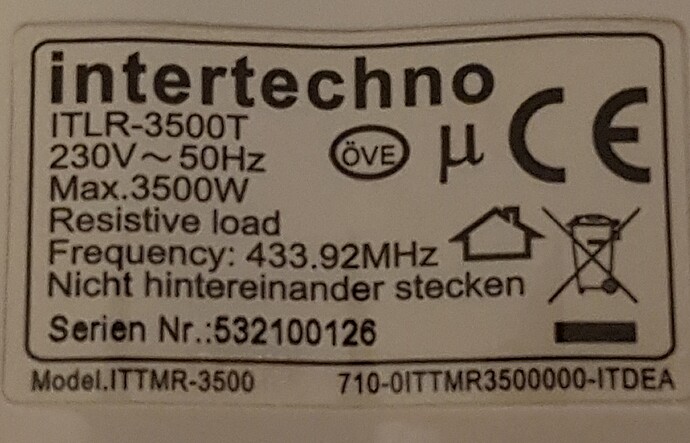 intertechno
ITLR-3500T
230V~50Hz
ÖVE
µ
CE
Max.3500W
Resistive load
Frequency: 433.92MHz
Nicht hintereinander stecken
Serien Nr.:532100126
Model.ITTMR-3500
710-0ITTMR3500000-ITDEA